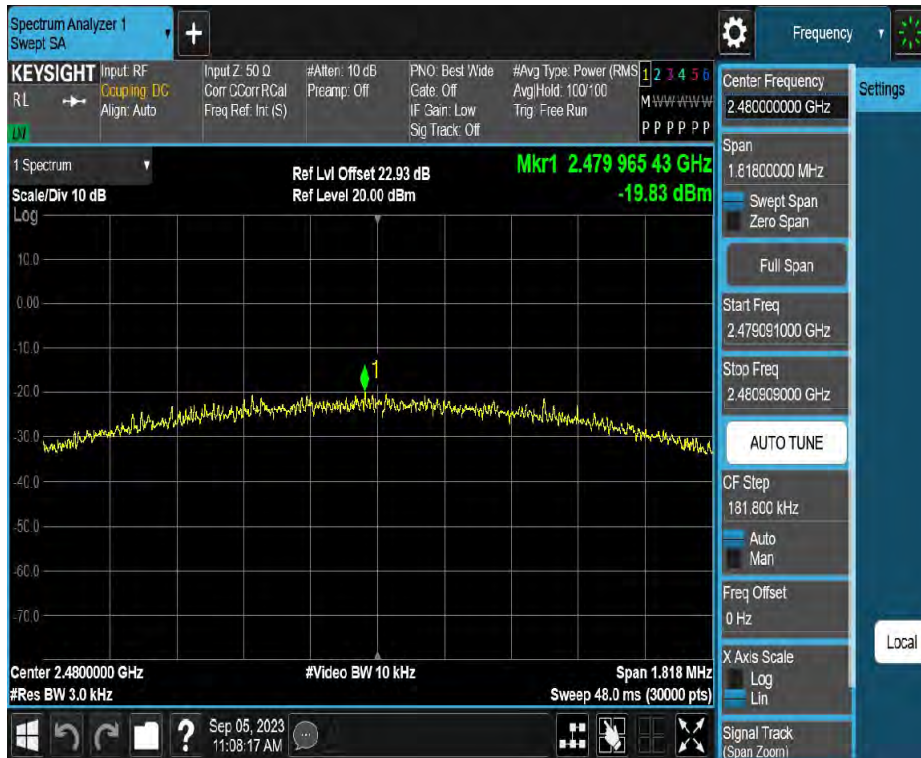 Spectrum Analyzer 1
Swept SA
+
Frequency
KEYSIGHT
RL
Input: RF
Coupling: DC
Align: Auto
Input Z: 50 Ω
Corr CCorr RCal
Freq Ref: Int (S)
#Atten: 10 dB
Preamp: Off
PNO: Best Wide
Gate: Off
IF Gain: Low
Sig Track: Off
#Avg Type: Power (RMS
Avg|Hold: 100/100
Trig: Free Run
1 2 3 4 5 6
M W W W W W
P P P P P P
1 Spectrum
Scale/Div 10 dB
Log
Ref Lvl Offset 22.93 dB
Ref Level 20.00 dBm
Mkr1 2.479 965 43 GHz
-19.83 dBm
10.0
0.00
-10.0
-20.0
-30.0
-40.0
-50.0
-60.0
-70.0
1
Center 2.4800000 GHz
#Res BW 3.0 kHz
#Video BW 10 kHz
Span 1.818 MHz
Sweep 48.0 ms (30000 pts)
?
Sep 05, 2023
11:08:17 AM
Center Frequency
2.480000000 GHz
Span
1.81800000 MHz
Swept Span
Zero Span
Full Span
Start Freq
2.479091000 GHz
Stop Freq
2.480909000 GHz
AUTO TUNE
CF Step
181.800 kHz
Auto
Man
Freq Offset
0 Hz
X Axis Scale
Log
Lin
Signal Track
(Span Zoom)
Settings
Local